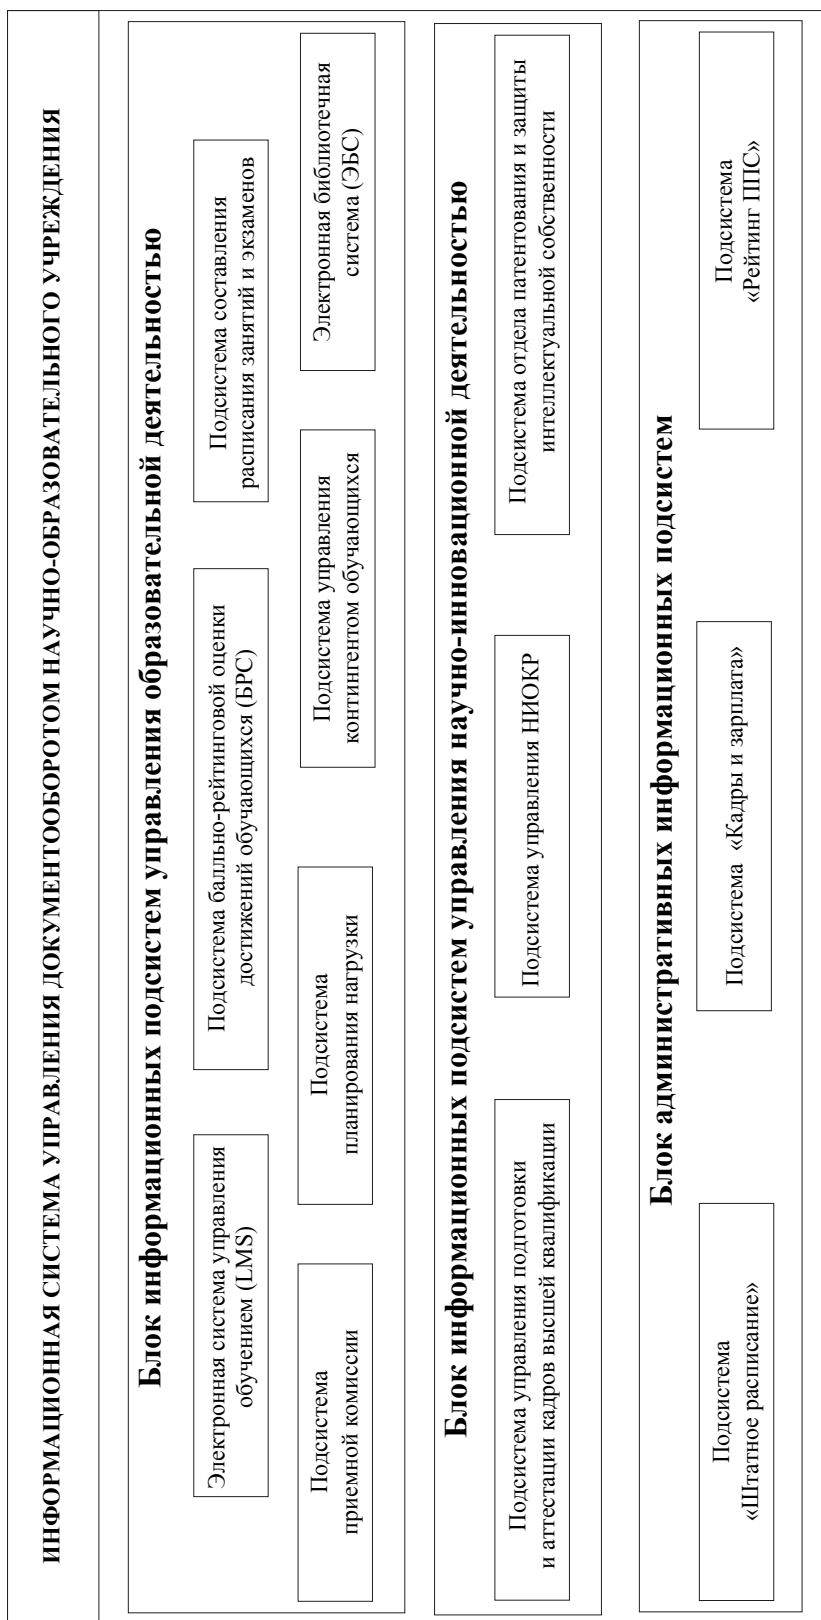 ИНФОРМАЦИОННАЯ СИСТЕМА УПРАВЛЕНИЯ ДОКУМЕНТООБОРОТОМ НАУЧНО-ОБРАЗОВАТЕЛЬНОГО УЧРЕЖДЕНИЯ
Блок информационных подсистем управления образовательной деятельностью
Электронная система управления
обучением (LMS)
Подсистема балльно-рейтинговой оценки
достижений обучающихся (БРС)
Подсистема составления
расписания занятий и экзаменов
Подсистема
приемной комиссии
Подсистема
планирования нагрузки
Подсистема управления
контингентом обучающихся
Электронная библиотечная
система (ЭБС)
Блок информационных подсистем управления научно-инновационной деятельностью
Подсистема управления подготовки
и аттестации кадров высшей квалификации
Подсистема управления НИОКР
Подсистема отдела патентования и защиты
интеллектуальной собственности
Блок административных информационных подсистем
Подсистема
«Штатное расписание»
Подсистема «Кадры и зарплата»
Подсистема
«Рейтинг ППС»